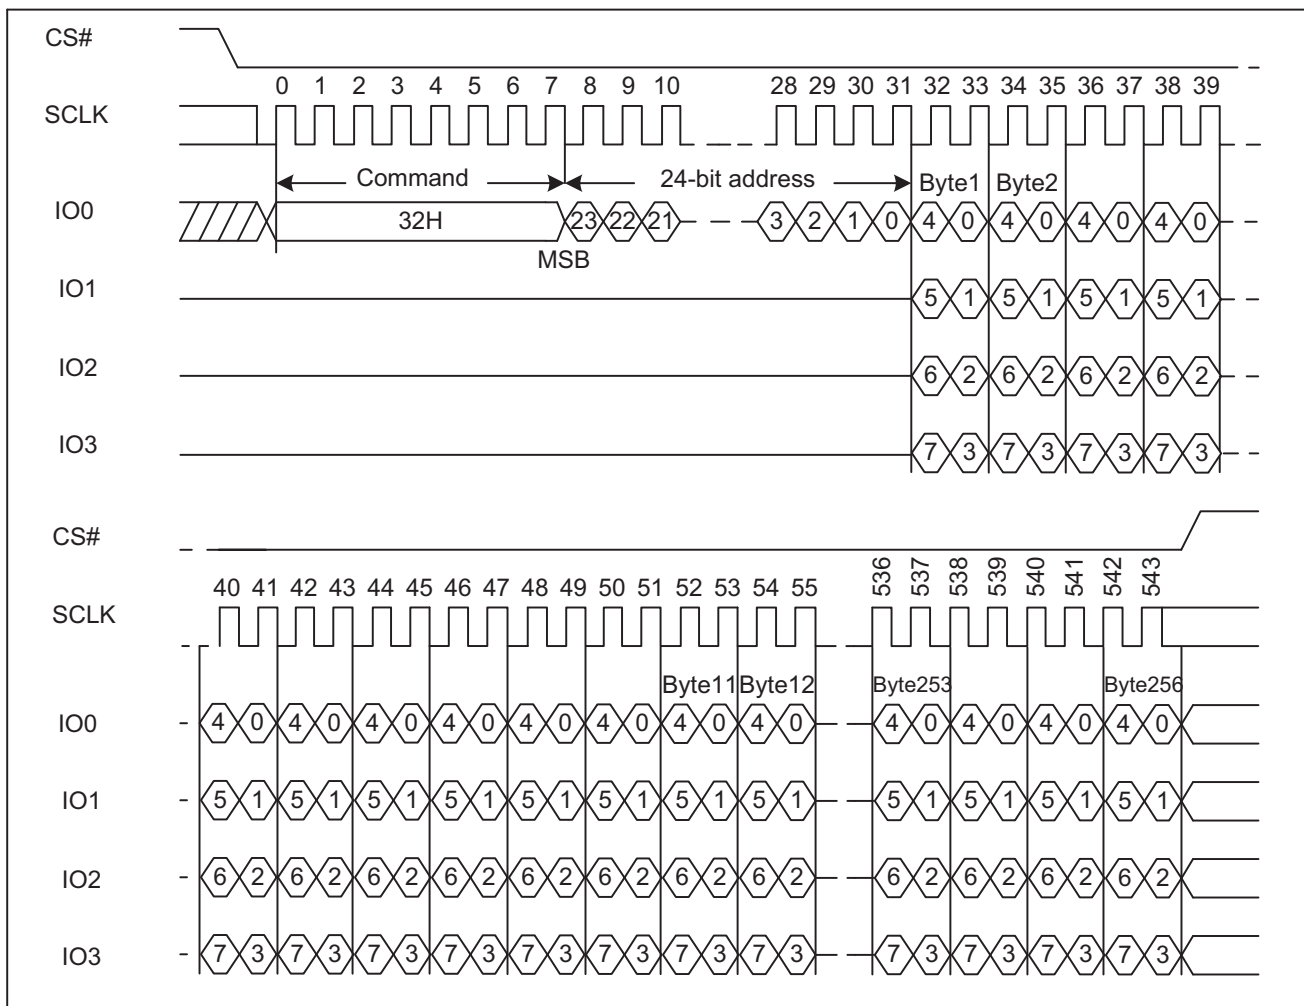 CS#
0 1 2 3 4 5 6 7 8 9 10 28 29 30 31 32 33 34 35 36 37 38 39
SCLK
Command 24-bit address Byte1 Byte2
IO0 32H 23 22 21 3 2 1 0 4 0 4 0 4 0 4 0
MSB
IO1 5 1 5 1 5 1 5 1
IO2 6 2 6 2 6 2 6 2
IO3 7 3 7 3 7 3 7 3
CS#
40 41 42 43 44 45 46 47 48 49 50 51 52 53 54 55 536 537 538 539 540 541 542 543
SCLK
Byte11 Byte12 Byte253 Byte256
IO0 4 0 4 0 4 0 4 0 4 0 4 0 4 0 4 0 4 0 4 0 4 0 4 0
IO1 5 1 5 1 5 1 5 1 5 1 5 1 5 1 5 1 5 1 5 1 5 1 5 1
IO2 6 2 6 2 6 2 6 2 6 2 6 2 6 2 6 2 6 2 6 2 6 2 6 2
IO3 7 3 7 3 7 3 7 3 7 3 7 3 7 3 7 3 7 3 7 3 7 3 7 3